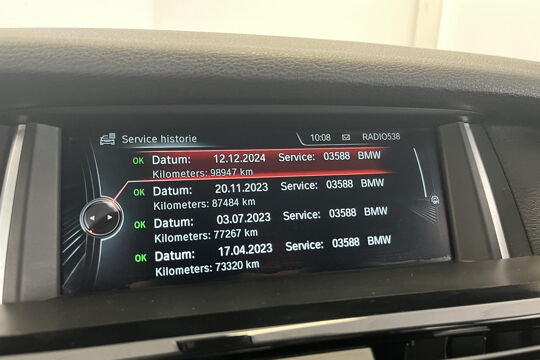 Service historie 10:08 RADIO538
OK Datum: 12.12.2024 Service: 03588 BMW
Kilometers: 98947 km
OK Datum: 20.11.2023 Service: 03588 BMW
Kilometers: 87484 km
OK Datum: 03.07.2023 Service: 03588 BMW
Kilometers: 77267 km
OK Datum: 17.04.2023 Service: 03588 BMW
Kilometers: 73320 km